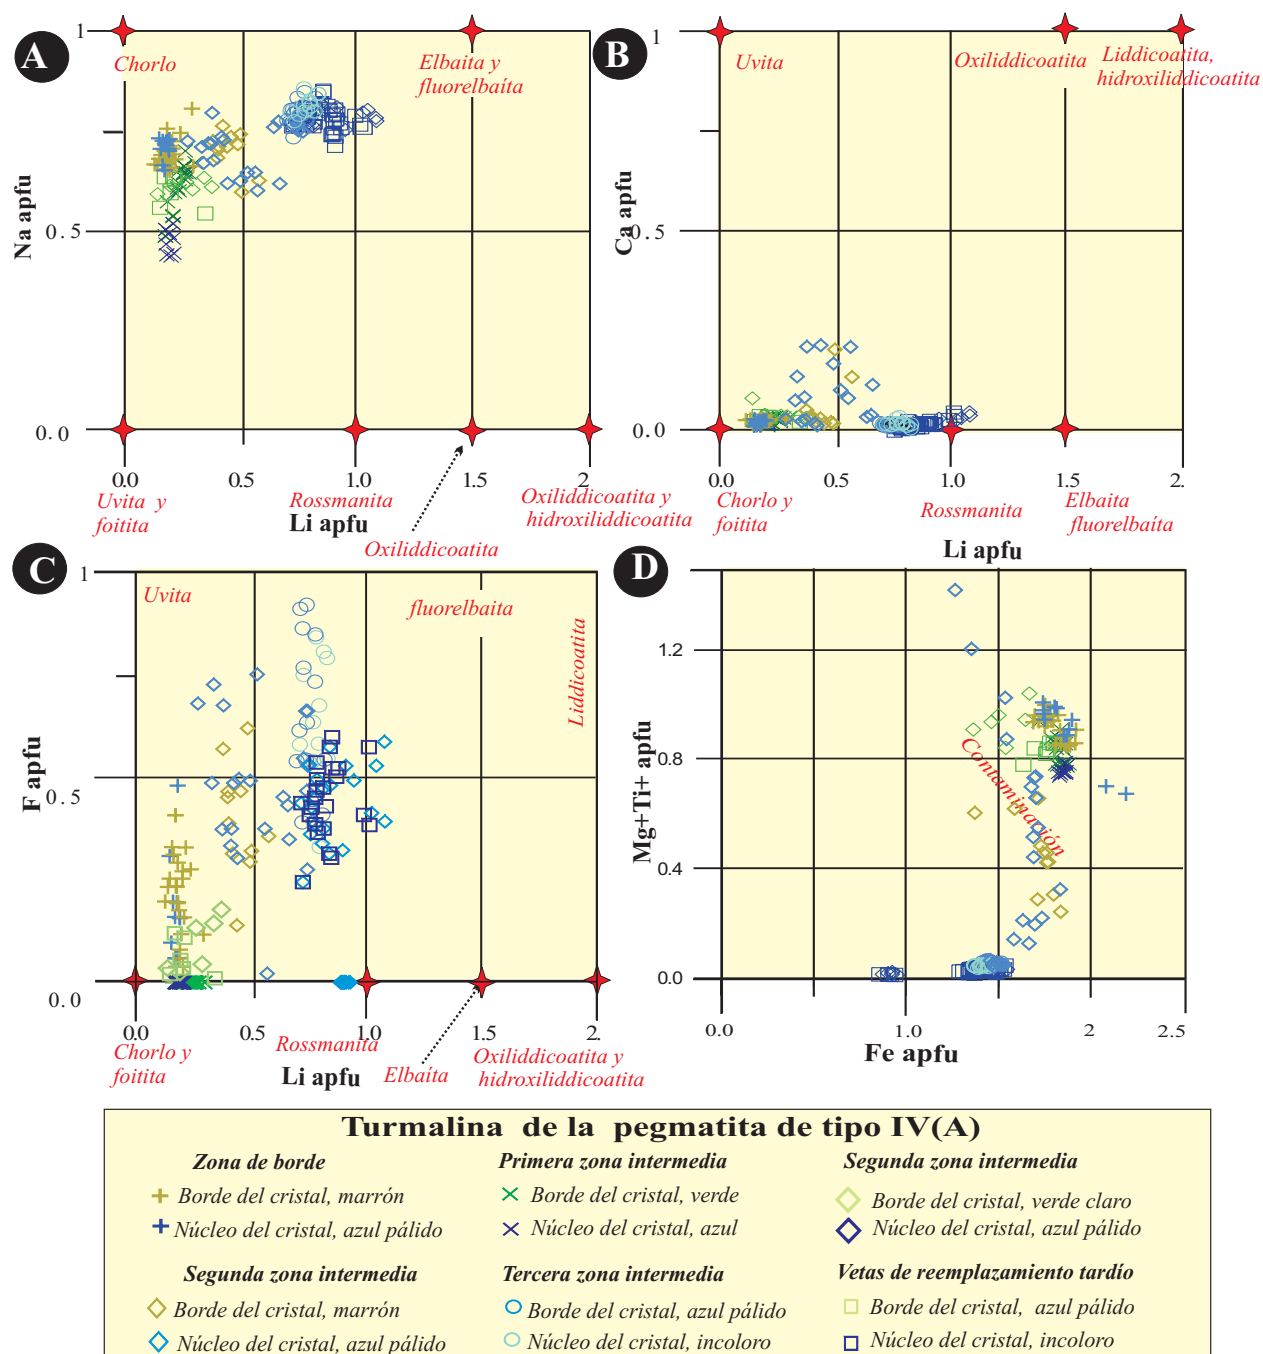 A
1
Chorlo
Elbaita y
fluorelbaíta
Na apfu
0.5
0.0
0.0
0.5
1.0
1.5
2
Uvita y
foitita
Rossmanita
Li apfu
Oxiliddicoatita y
hidroxiliddicoatita
Oxiliddicoatita
B
1
Uvita
Oxiliddicoatita
Liddicoatita,
hidroxiliddicoatita
Ca apfu
0.5
0.0
0.0
0.5
1.0
1.5
2.
Chorlo y
foitita
Rossmanita
Elbaita
fluorelbaíta
Li apfu
C
1
Uvita
fluorelbaita
Liddicoatita
F apfu
0.5
0.0
0.0
0.5
1.0
1.5
2.
Chorlo y
foitita
Rossmanita
Li apfu
Elbaíta
Oxiliddicoatita y
hidroxiliddicoatita
D
1.2
0.8
0.4
0.0
Mg+Ti+ apfu
Contaminación
0.0
1.0
2
2.5
Fe apfu
Turmalina de la pegmatita de tipo IV(A)
Zona de borde
Borde del cristal, marrón
Núcleo del cristal, azul pálido
Primera zona intermedia
Borde del cristal, verde
Núcleo del cristal, azul
Segunda zona intermedia
Borde del cristal, verde claro
Núcleo del cristal, azul pálido
Segunda zona intermedia
Borde del cristal, marrón
Núcleo del cristal, azul pálido
Tercera zona intermedia
Borde del cristal, azul pálido
Núcleo del cristal, incoloro
Vetas de reemplazamiento tardío
Borde del cristal, azul pálido
Núcleo del cristal, incoloro